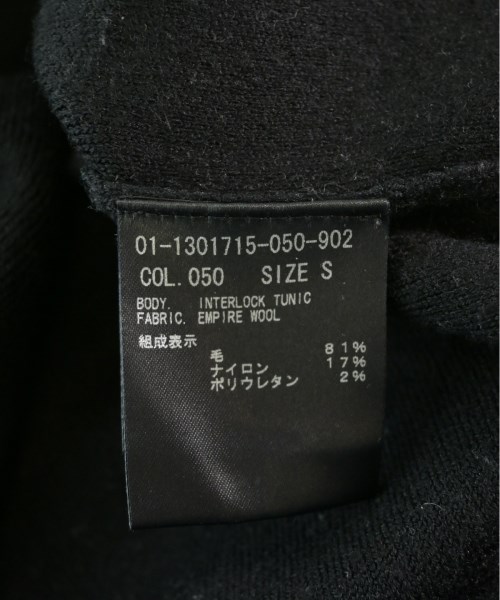 01-1301715-050-902
COL.050 SIZE S
BODY. INTERLOCK TUNIC
FABRIC. EMPIRE WOOL
組成表示
毛 81%
ナイロン 17%
ポリウレタン 2%